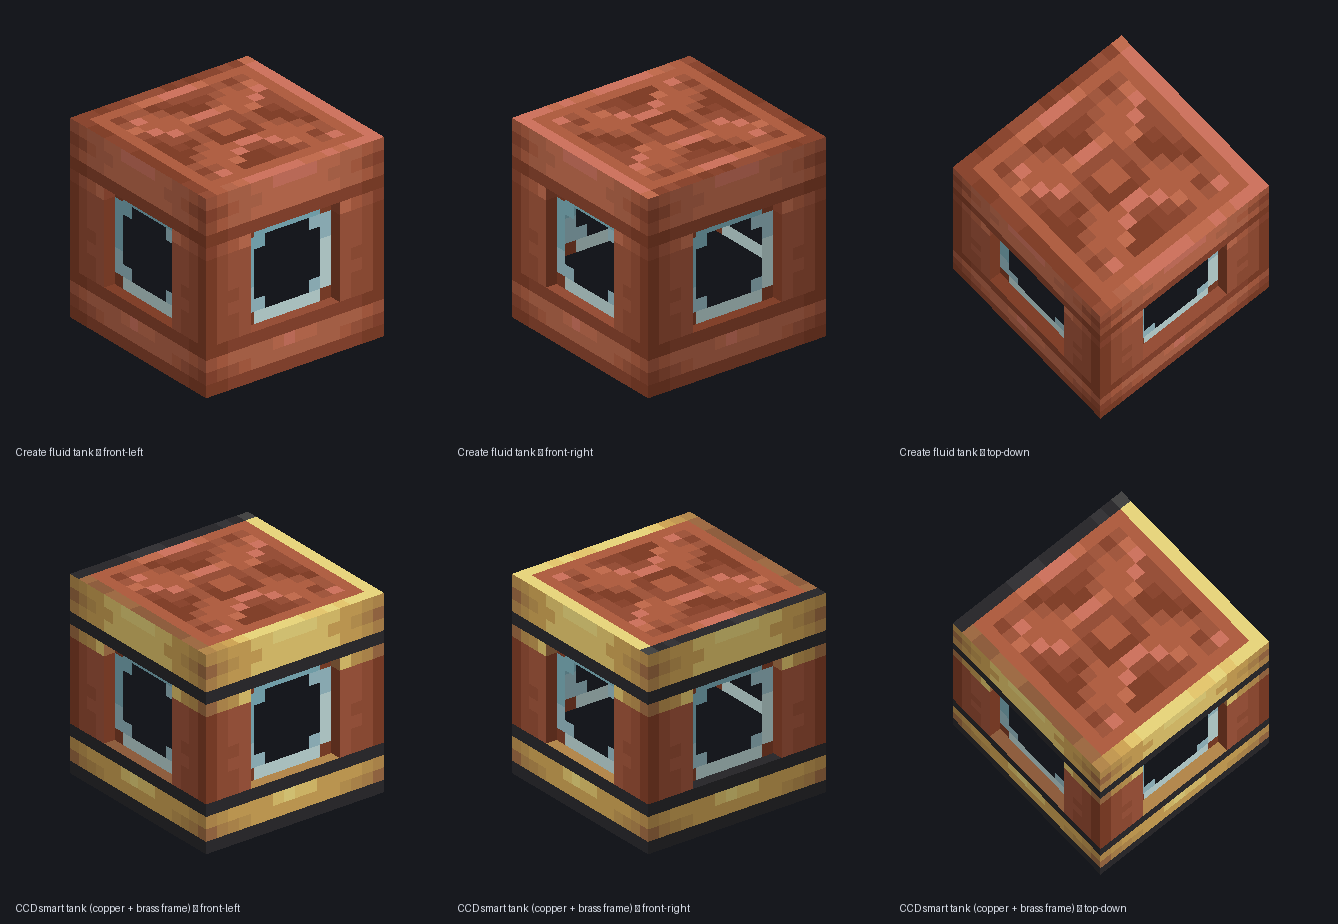 Create fluid tank ▯ front-left
Create fluid tank ▯ front-right
Create fluid tank ▯ top-down
CCD smart tank (copper + brass frame) ▯ front-left
CCD smart tank (copper + brass frame) ▯ front-right
CCD smart tank (copper + brass frame) ▯ top-down